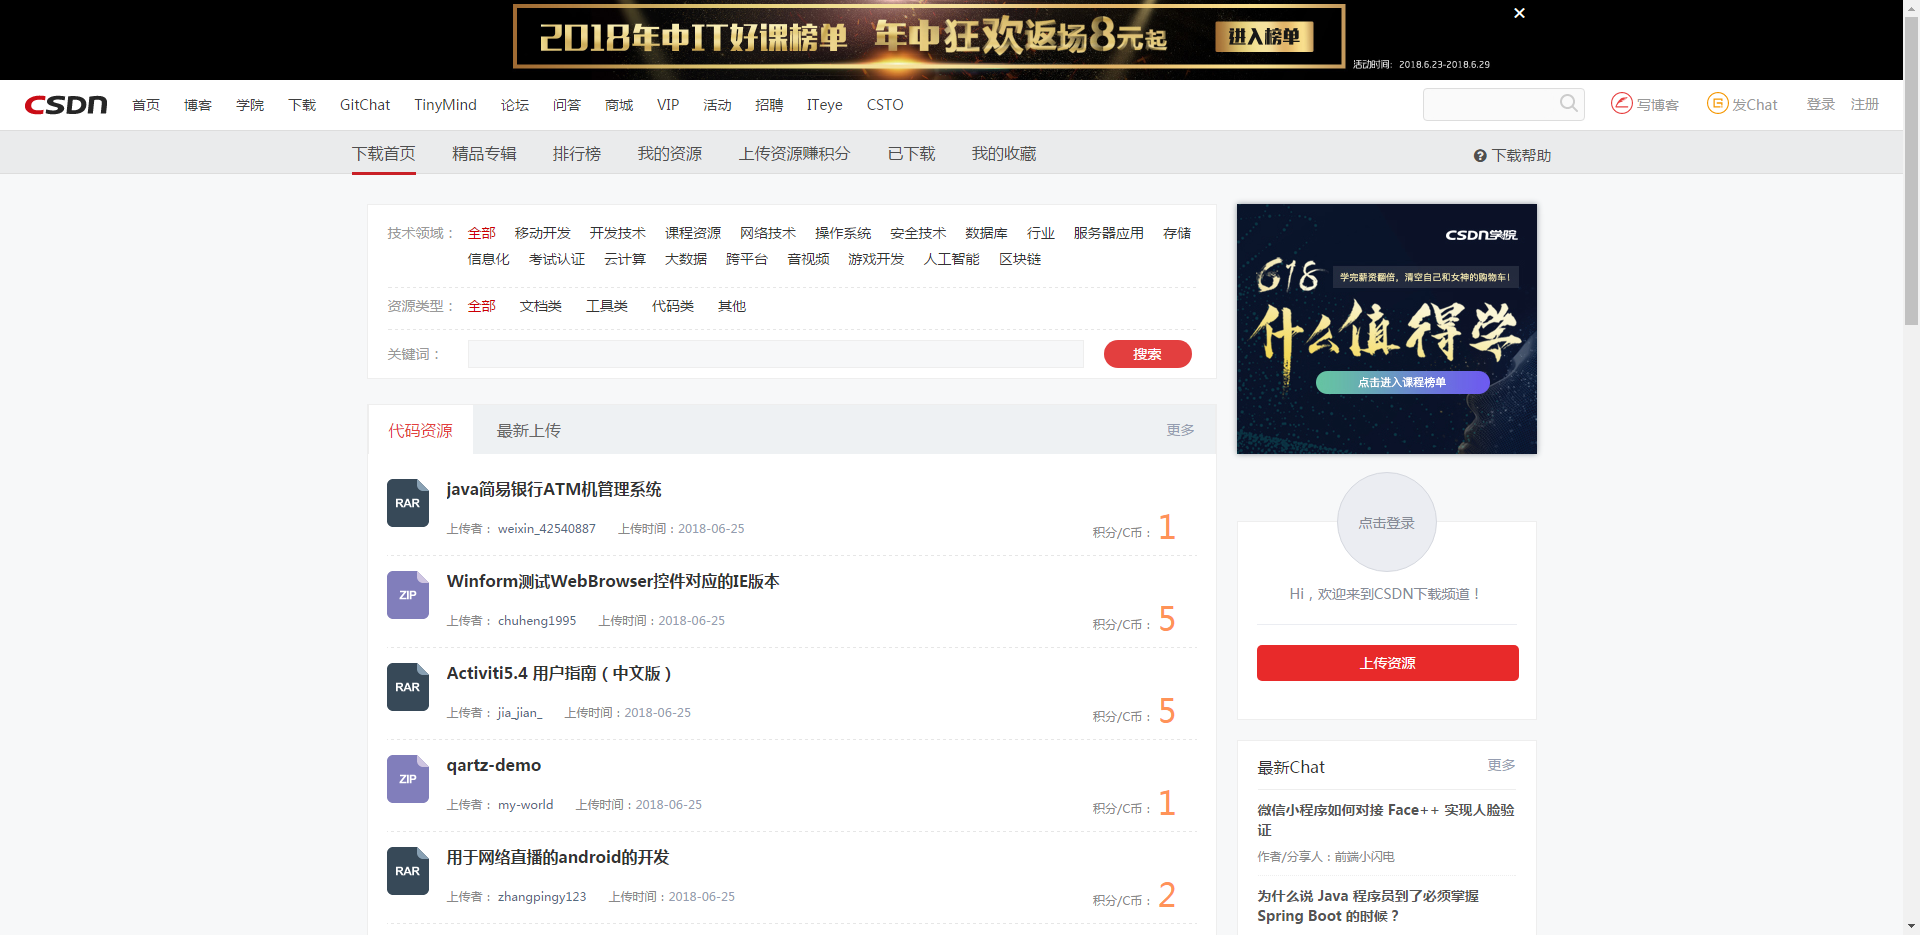 2018年中IT好课榜单 年中狂欢返场8元起 进入榜单
活动时间：2018.6.23-2018.6.29
CSDN 首页 博客 学院 下载 GitChat TinyMind 论坛 问答 商城 VIP 活动 招聘 ITeye CSTO 写博客 发Chat 登录 注册
下载首页 精品专辑 排行榜 我的资源 上传资源赚积分 已下载 我的收藏 下载帮助
技术领域： 全部 移动开发 开发技术 课程资源 网络技术 操作系统 安全技术 数据库 行业 服务器应用 存储
信息化 考试认证 云计算 大数据 跨平台 音视频 游戏开发 人工智能 区块链
资源类型： 全部 文档类 工具类 代码类 其他
关键词： 搜索
CSDN学院
618 学完薪资翻倍，清空自己和女神的购物车！
什么值得学
点击进入课程榜单
代码资源 最新上传 更多
RAR java简易银行ATM机管理系统
上传者： weixin_42540887 上传时间：2018-06-25 积分/C币： 1
ZIP Winform测试WebBrowser控件对应的IE版本
上传者： chuheng1995 上传时间：2018-06-25 积分/C币： 5
RAR Activiti5.4 用户指南（中文版）
上传者： jia_jian_ 上传时间：2018-06-25 积分/C币： 5
ZIP qartz-demo
上传者： my-world 上传时间：2018-06-25 积分/C币： 1
RAR 用于网络直播的android的开发
上传者： zhangpingy123 上传时间：2018-06-25 积分/C币： 2
点击登录
Hi，欢迎来到CSDN下载频道！
上传资源
最新Chat 更多
微信小程序如何对接 Face++ 实现人脸验
证
作者/分享人：前端小闪电
为什么说 Java 程序员到了必须掌握
Spring Boot 的时候？